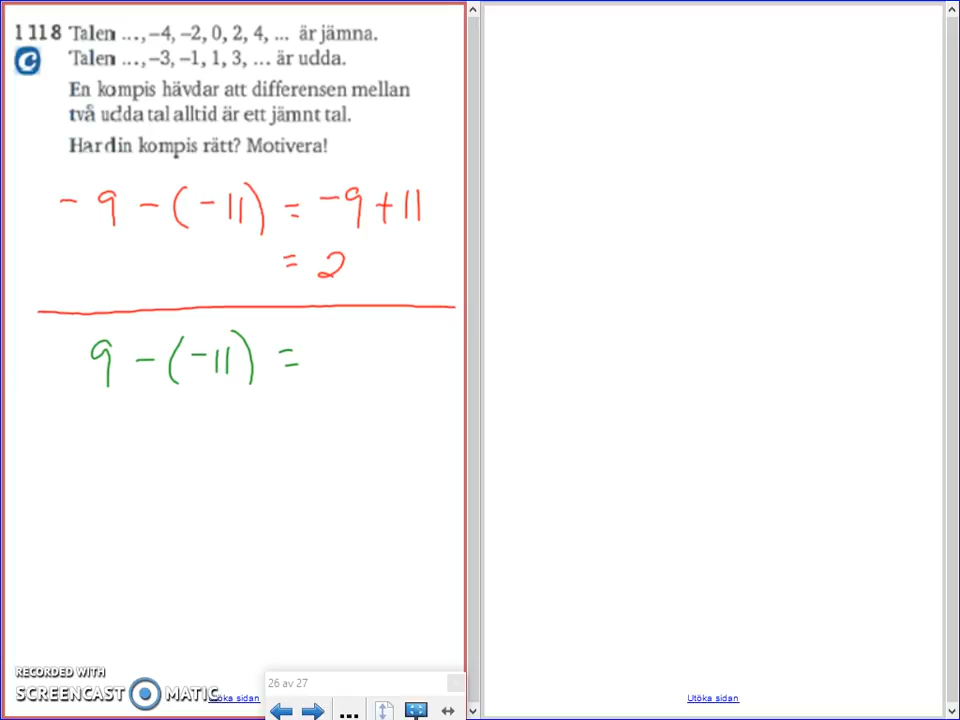 1118 Talen ..., −4, −2, 0, 2, 4, ... är jämna.
C Talen ..., −3, −1, 1, 3, ... är udda.
En kompis hävdar att differensen mellan
två udda tal alltid är ett jämnt tal.
Har din kompis rätt? Motivera!
- 9 - (-11) = -9 + 11
= 2
9 - (-11) =
RECORDED WITH
SCREENCAST MATIC
Utöka sidan
26 av 27
...
Utöka sidan